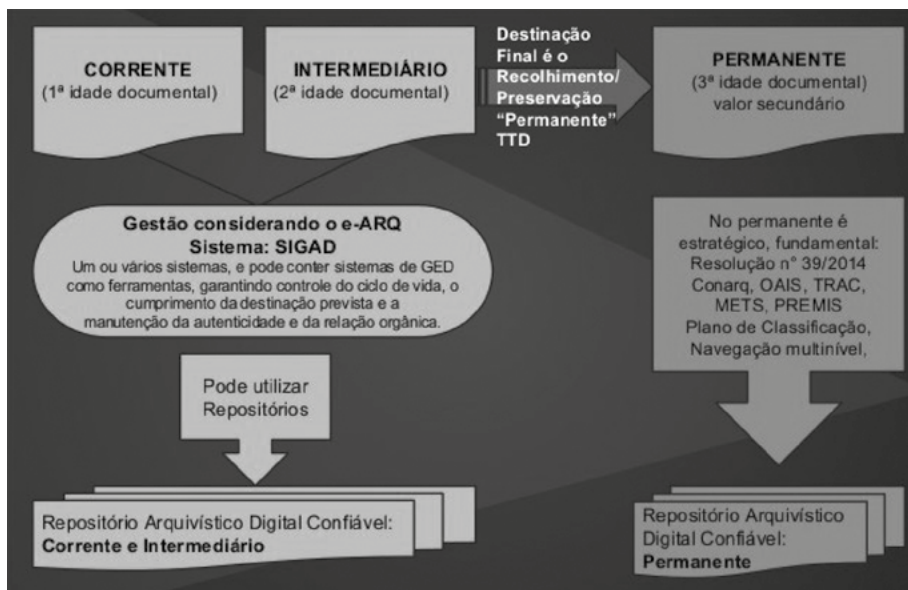 CORRENTE
(1ª idade documental)
INTERMEDIÁRIO
(2ª idade documental)
Destinação
Final é o
Recolhimento/
Preservação
“Permanente”
TTD
PERMANENTE
(3ª idade documental)
valor secundário
Gestão considerando o e-ARQ
Sistema: SIGAD
Um ou vários sistemas, e pode conter sistemas de GED
como ferramentas, garantindo controle do ciclo de vida, o
cumprimento da destinação prevista e a
manutenção da autenticidade e da relação orgânica.
No permanente é
estratégico, fundamental:
Resolução n° 39/2014
Conarq, OAIS, TRAC,
METS, PREMIS
Plano de Classificação,
Navegação multinível,
Pode utilizar
Repositórios
Repositório Arquivístico Digital Confiável:
Corrente e Intermediário
Repositório Arquivístico
Digital Confiável:
Permanente